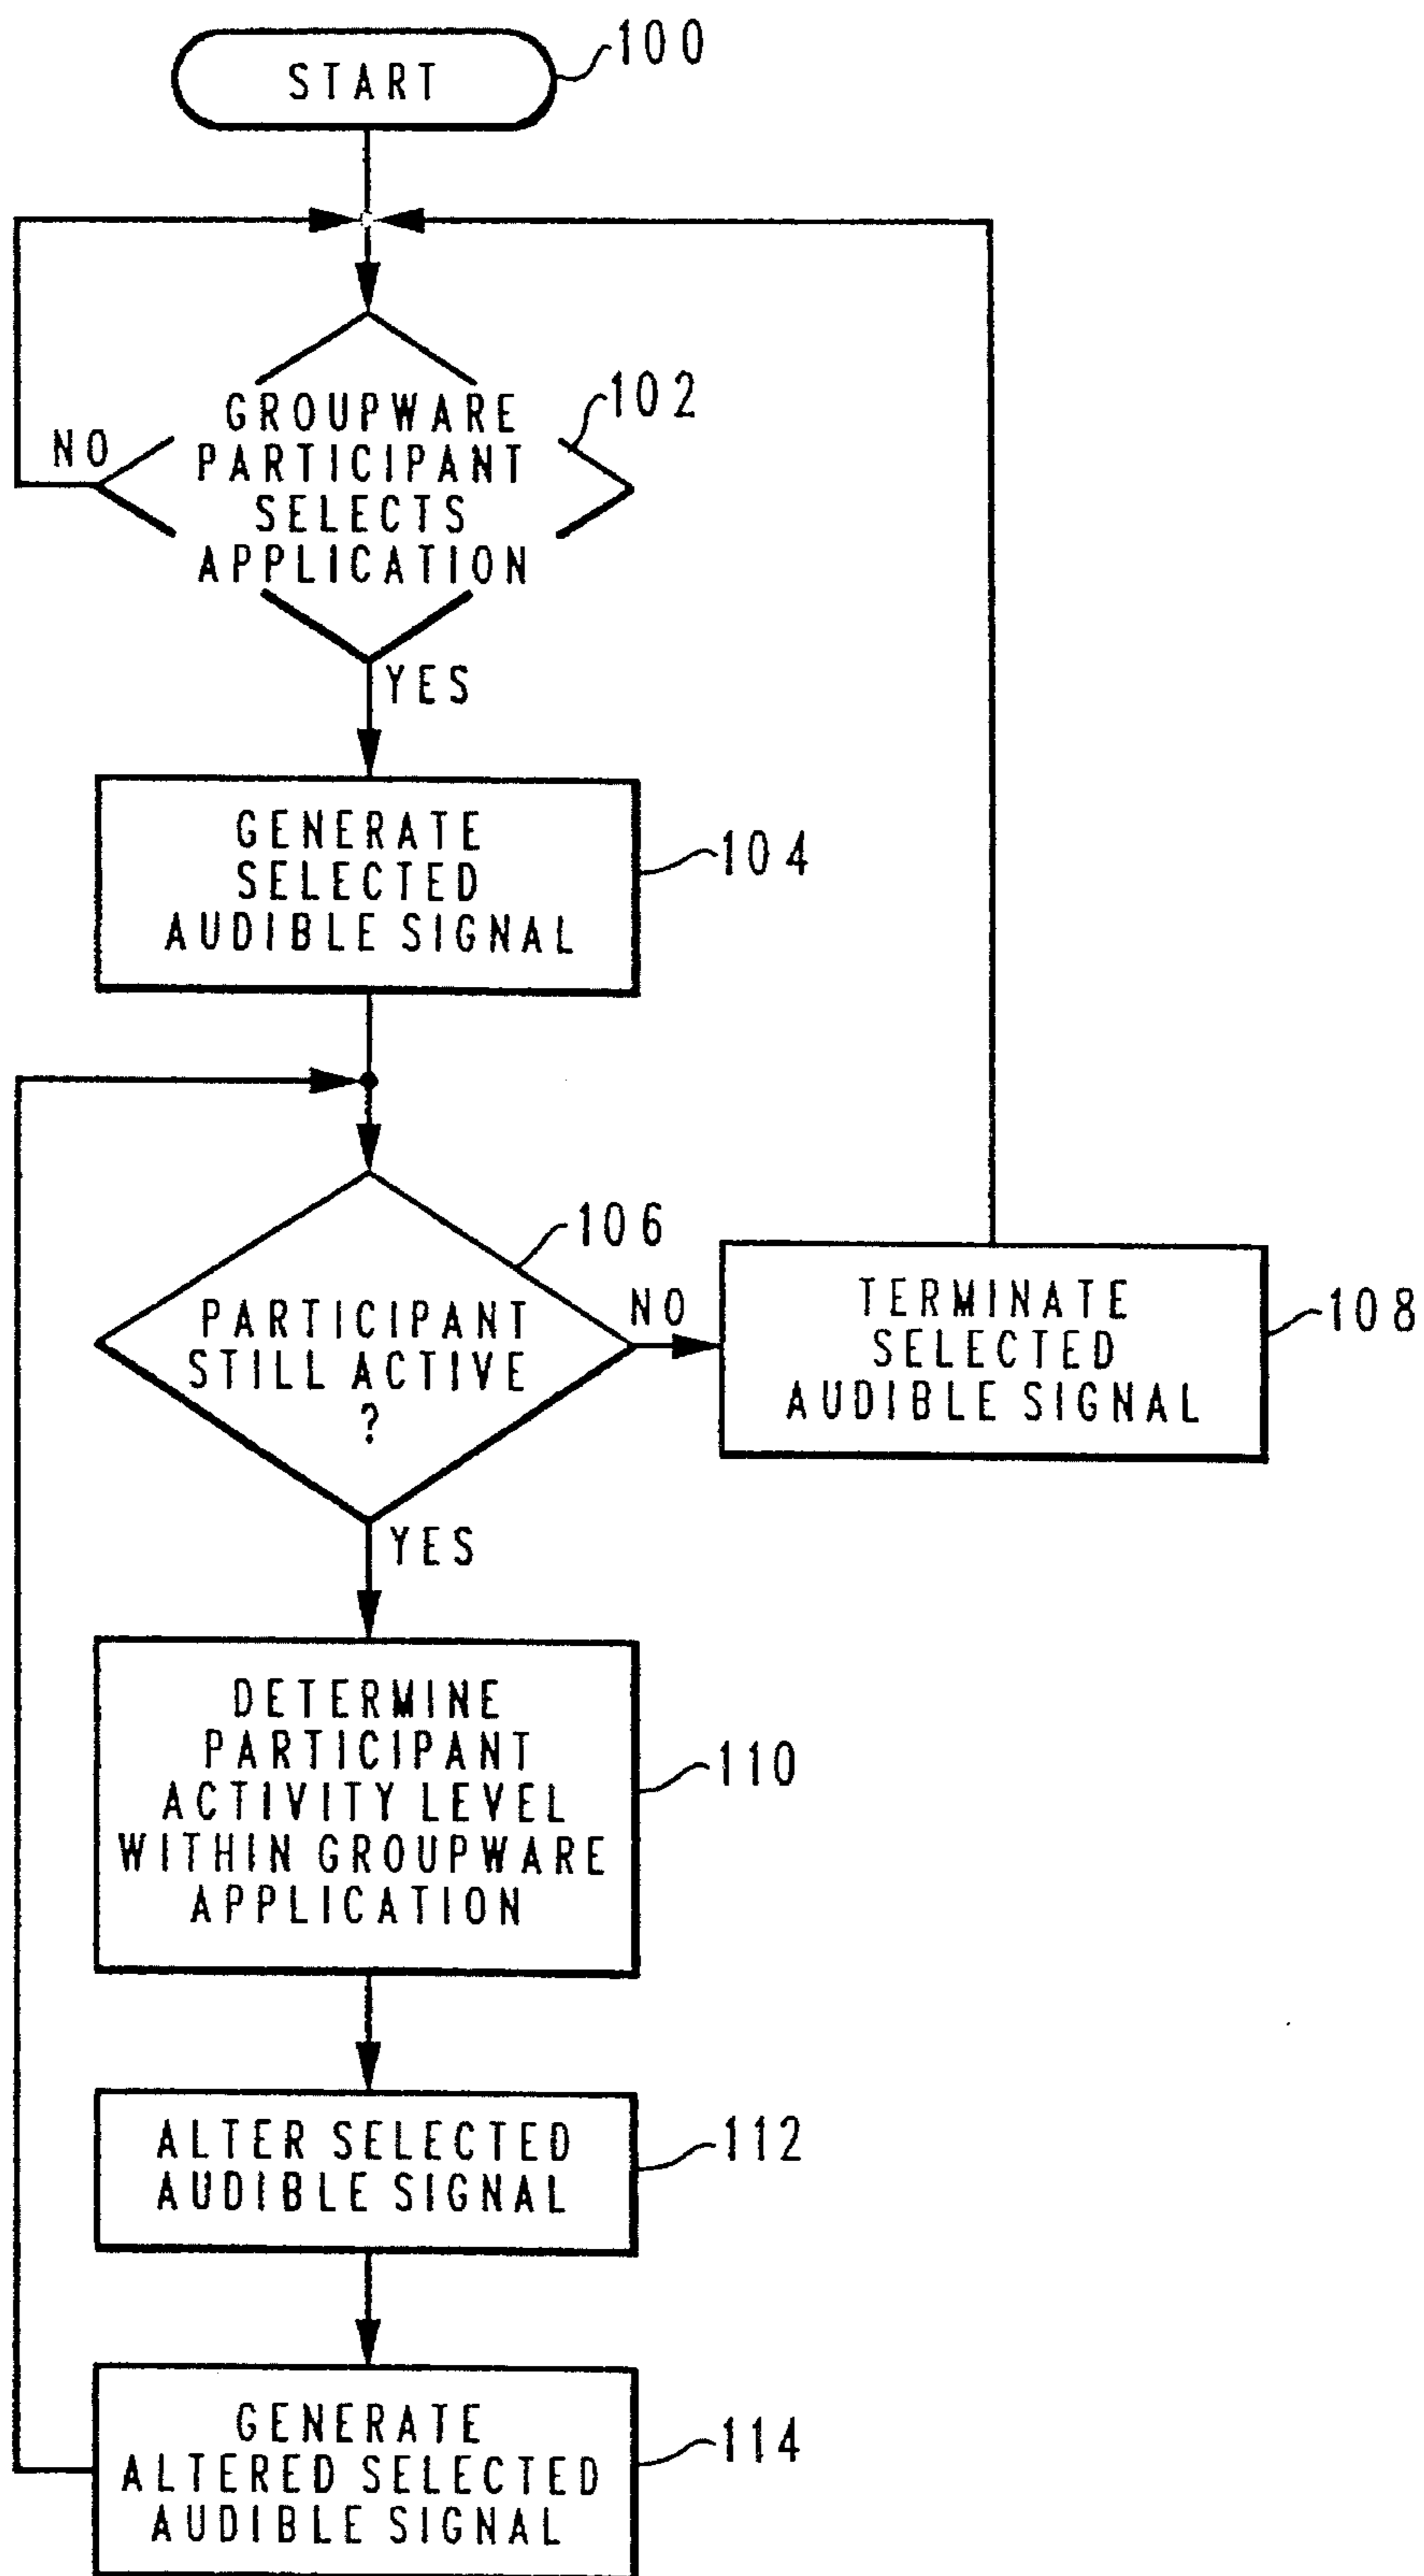 START
100
GROUPWARE
PARTICIPANT
SELECTS
APPLICATION
102
NO
YES
GENERATE
SELECTED
AUDIBLE SIGNAL
104
PARTICIPANT
STILL ACTIVE
?
106
NO
TERMINATE
SELECTED
AUDIBLE SIGNAL
108
YES
DETERMINE
PARTICIPANT
ACTIVITY LEVEL
WITHIN GROUPWARE
APPLICATION
110
ALTER SELECTED
AUDIBLE SIGNAL
112
GENERATE
ALTERED SELECTED
AUDIBLE SIGNAL
114